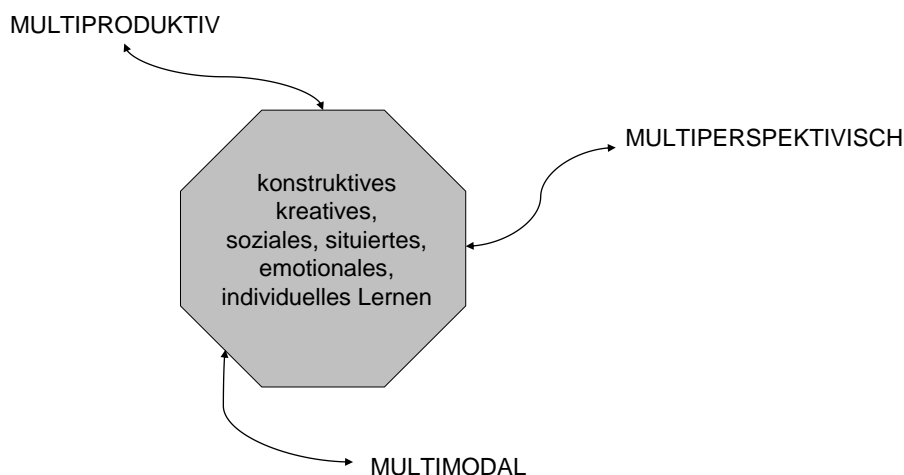 MULTIPRODUKTIV
MULTIPERSPEKTIVISCH
konstruktives
kreatives,
soziales, situiertes,
emotionales,
individuelles Lernen
MULTIMODAL